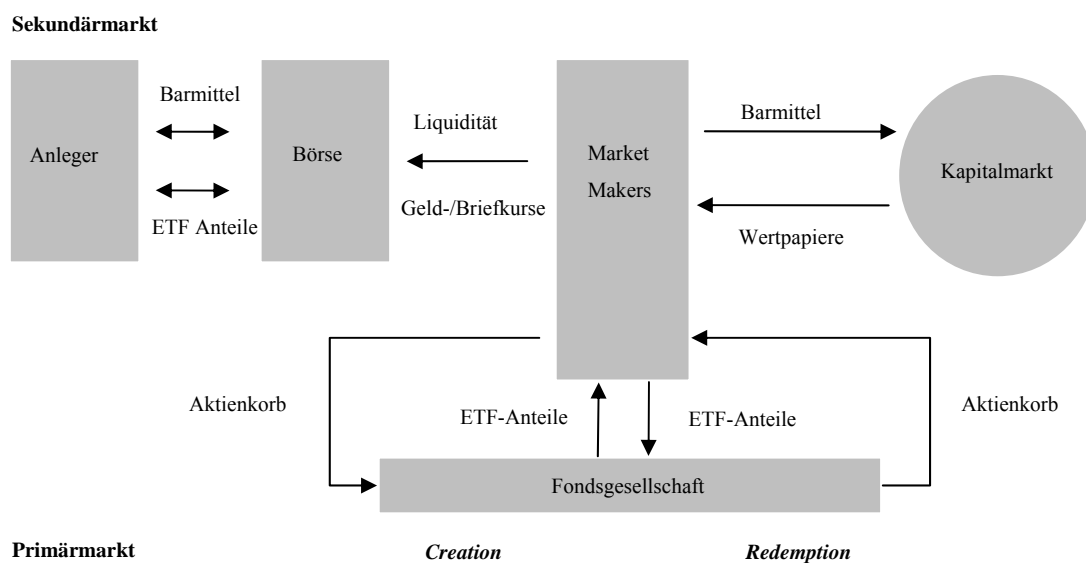 Sekundärmarkt
Anleger
Barmittel
ETF Anteile
Börse
Liquidität
Geld-/Briefkurse
Market
Makers
Barmittel
Wertpapiere
Kapitalmarkt
Aktienkorb
ETF-Anteile
ETF-Anteile
Aktienkorb
Fondsgesellschaft
Primärmarkt
Creation
Redemption